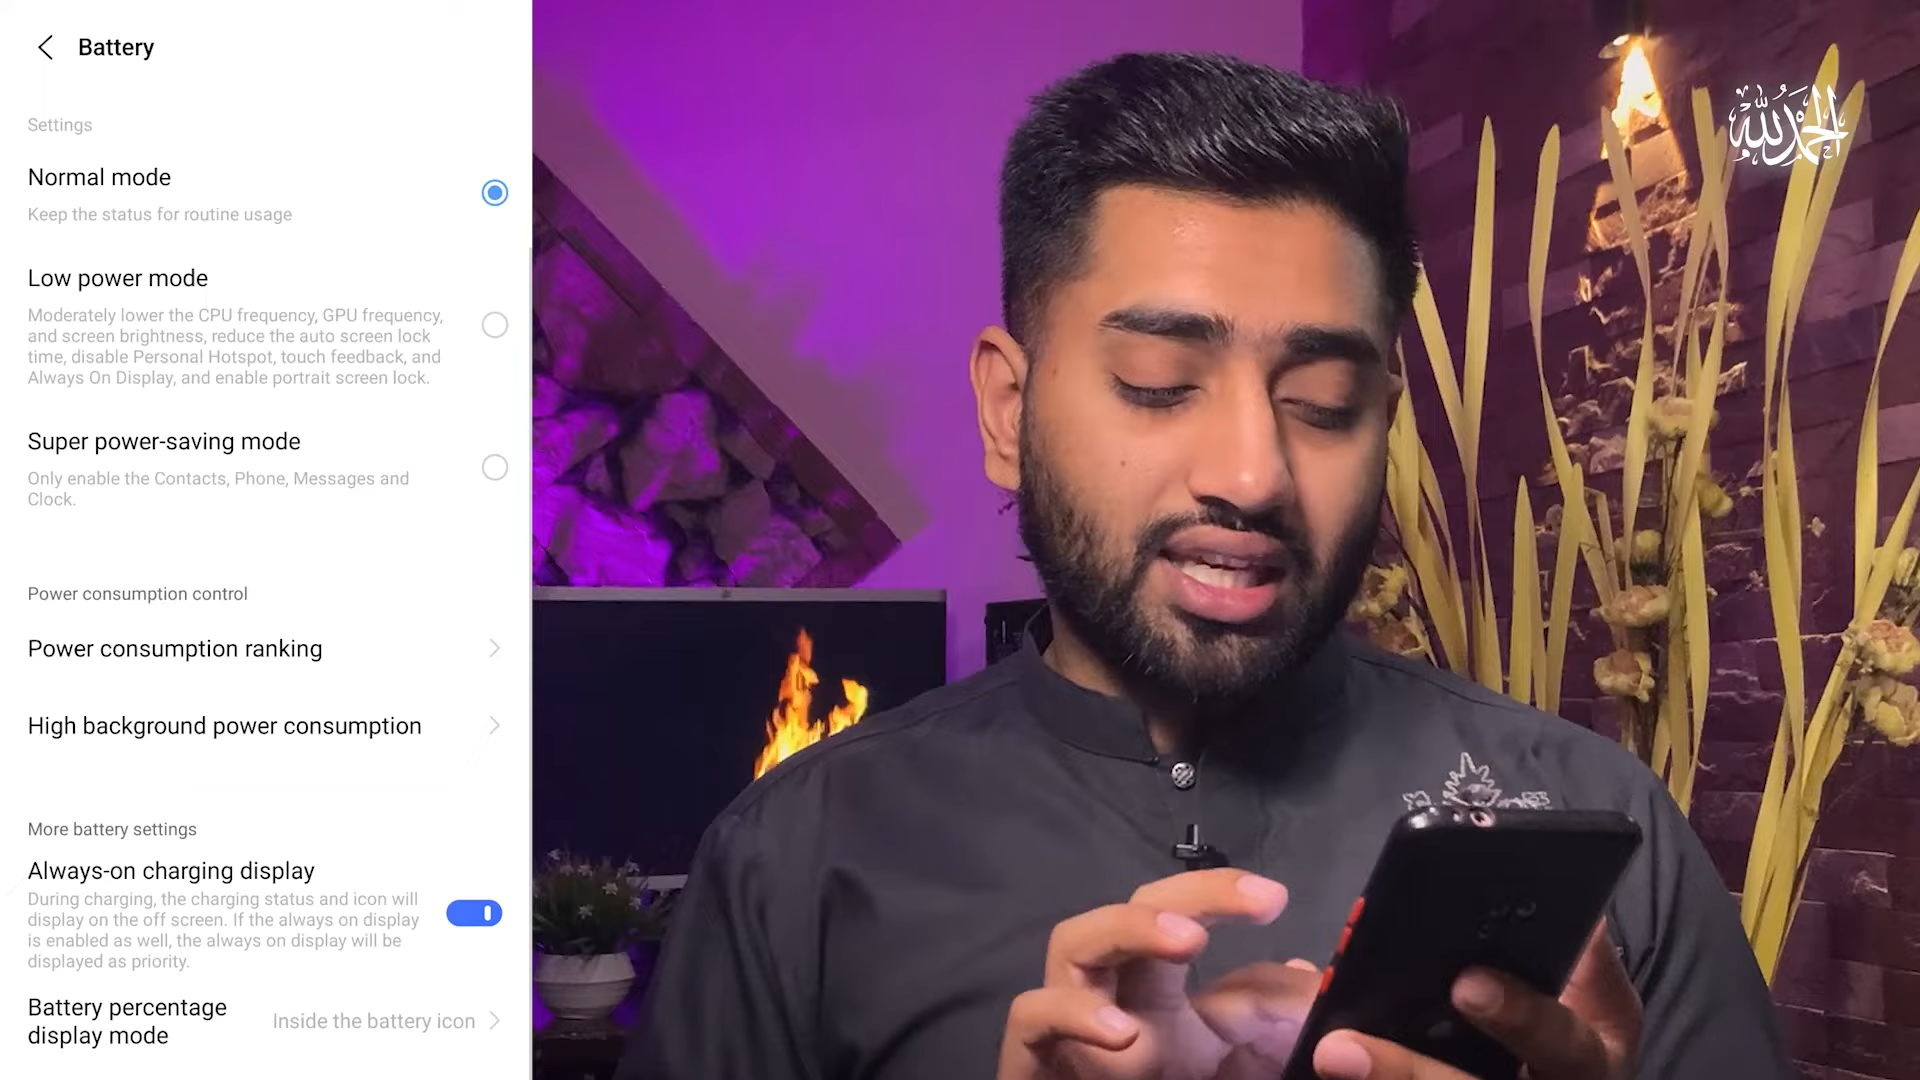 Battery
Settings
Normal mode
Keep the status for routine usage
Low power mode
Moderately lower the CPU frequency, GPU frequency,
and screen brightness, reduce the auto screen lock
time, disable Personal Hotspot, touch feedback, and
Always On Display, and enable portrait screen lock.
Super power-saving mode
Only enable the Contacts, Phone, Messages and
Clock.
Power consumption control
Power consumption ranking
High background power consumption
More battery settings
Always-on charging display
During charging, the charging status and icon will
display on the off screen. If the always on display
is enabled as well, the always on display will be
displayed as priority.
Battery percentage
display mode
Inside the battery icon
الحمد لله